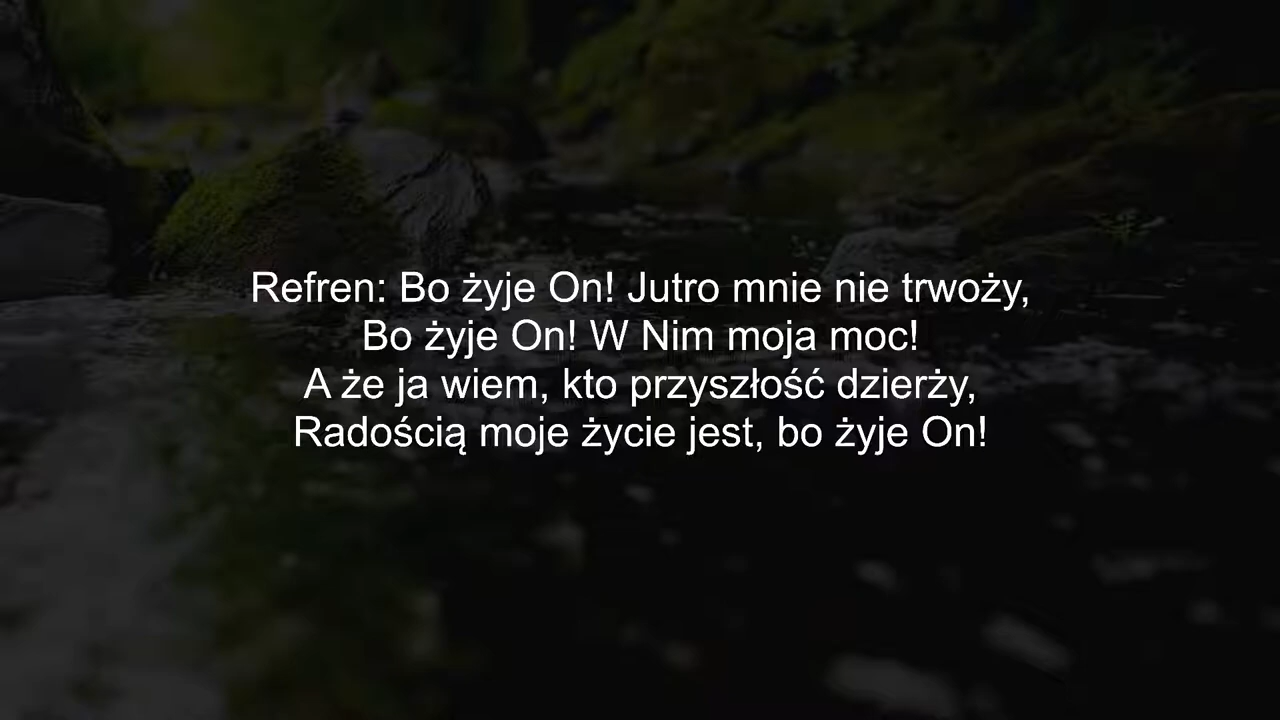 Refren: Bo żyje On! Jutro mnie nie trwoży,
Bo żyje On! W Nim moja moc!
A że ja wiem, kto przyszłość dzierży,
Radością moje życie jest, bo żyje On!